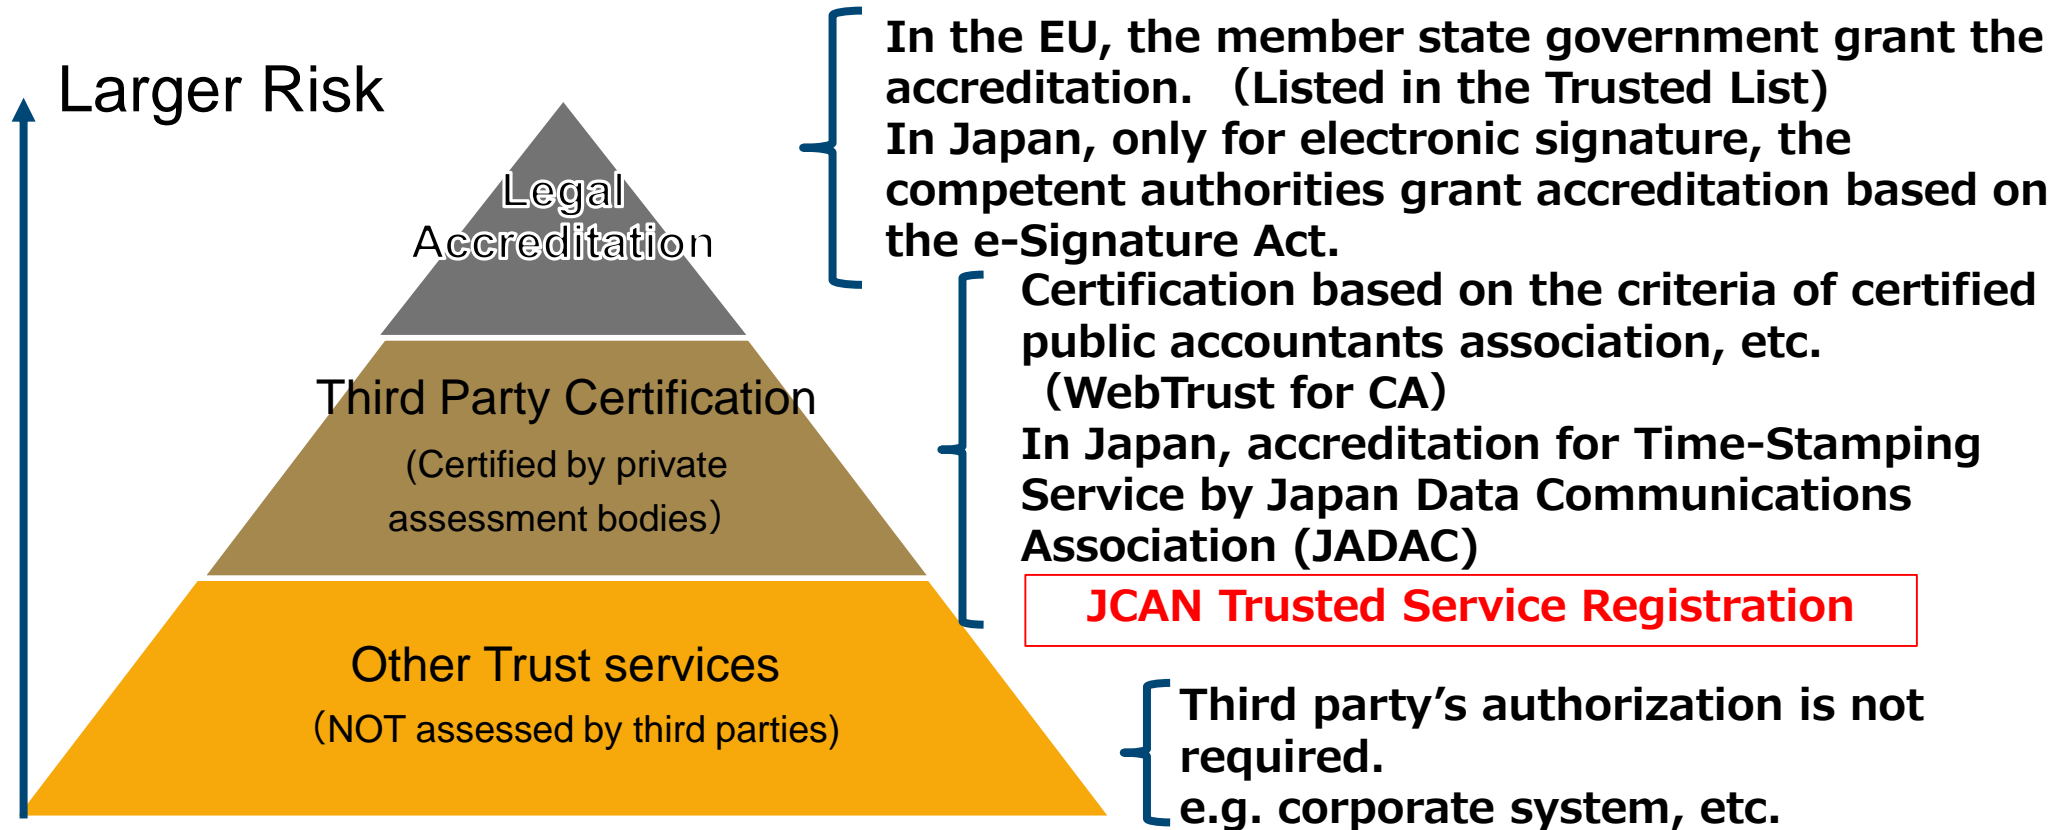 Larger Risk
Legal
Accreditation
Third Party Certification
(Certified by private
assessment bodies）
Other Trust services
（NOT assessed by third parties)
In the EU, the member state government grant the
accreditation. （Listed in the Trusted List)
In Japan, only for electronic signature, the
competent authorities grant accreditation based on
the e-Signature Act.
Certification based on the criteria of certified
public accountants association, etc.
（WebTrust for CA）
In Japan, accreditation for Time-Stamping
Service by Japan Data Communications
Association (JADAC)
JCAN Trusted Service Registration
Third party’s authorization is not
required.
e.g. corporate system, etc.